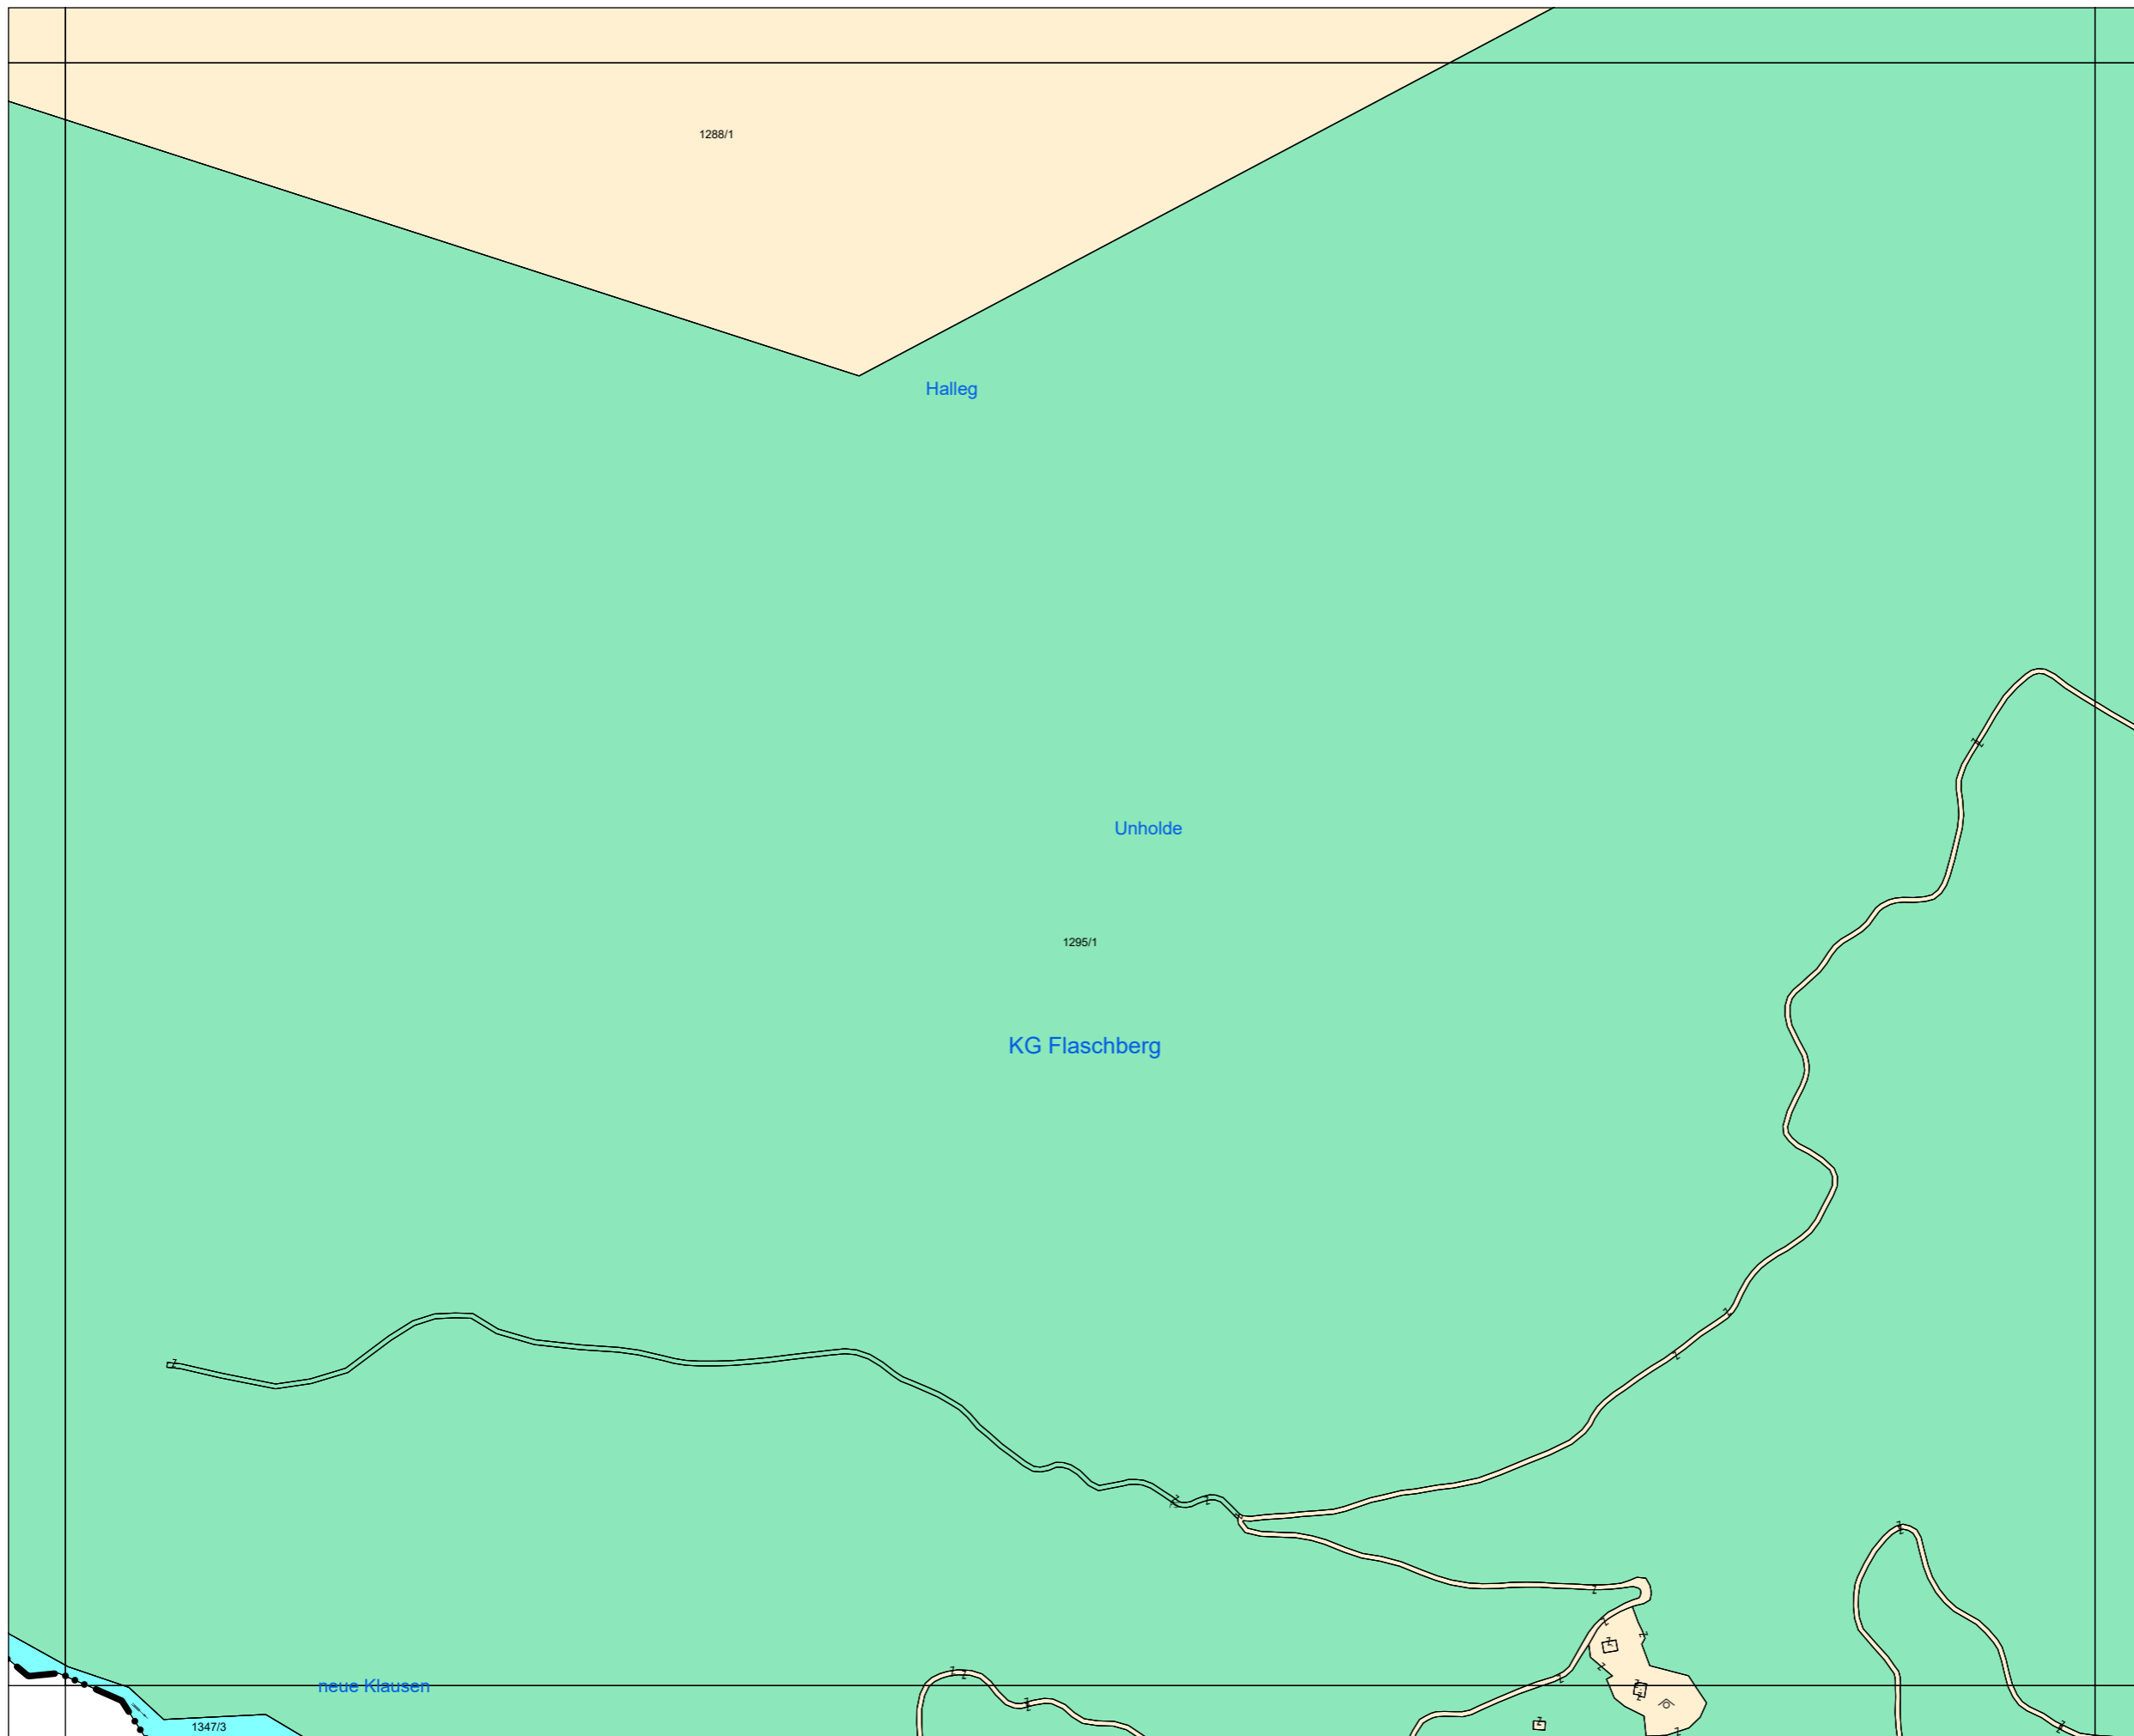 1288/1
Halleg
Unholde
1295/1
KG Flaschberg
neue Klausen
1347/3